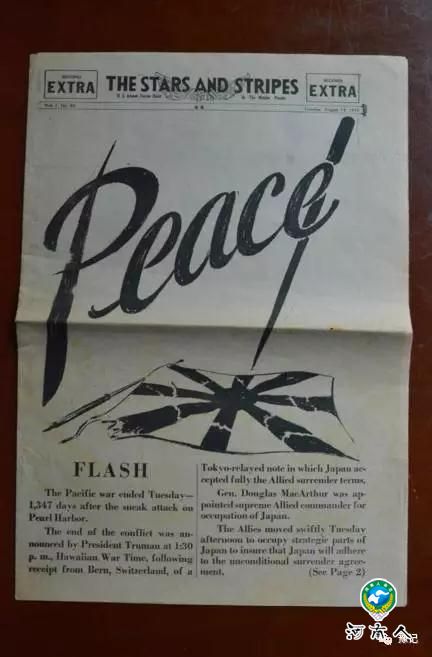 SECOND
EXTRA
THE STARS AND STRIPES
SECOND
EXTRA
Peace
FLASH
The Pacific war ended Tuesday—
1,347 days after the sneak attack on
Pearl Harbor.
The end of the conflict was an-
nounced by President Truman at 1:30
p. m., Hawaiian War Time, following
receipt from Bern, Switzerland, of a
Tokyo-relayed note in which Japan ac-
cepted fully the Allied surrender terms.
Gen. Douglas MacArthur was ap-
pointed supreme Allied commander for
occupation of Japan.
The Allies moved swiftly Tuesday
afternoon to occupy strategic parts of
Japan to insure that Japan will adhere
to the unconditional surrender agree-
ment.
(See Page 2)
河南人
豫记